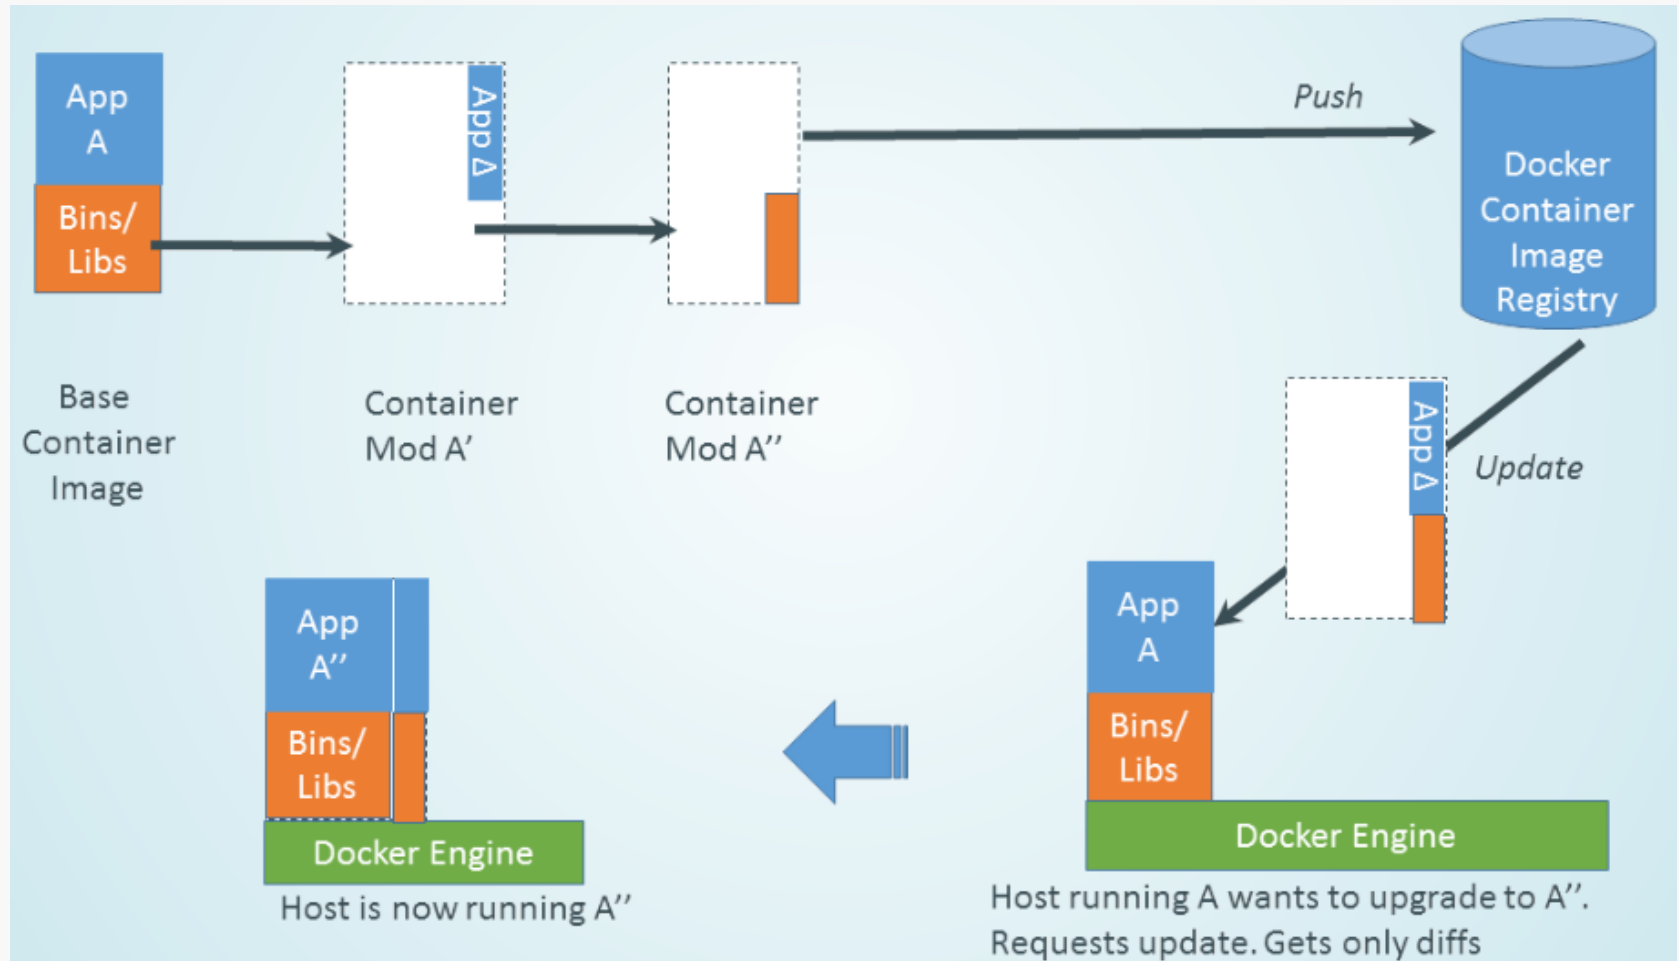 App
A
Bins/
Libs
App Δ
Push
Docker
Container
Image
Registry
Base
Container
Image
Container
Mod A’
Container
Mod A’’
App Δ
Update
App
A’’
Bins/
Libs
Docker Engine
Host is now running A’’
App
A
Bins/
Libs
Docker Engine
Host running A wants to upgrade to A’’.
Requests update. Gets only diffs